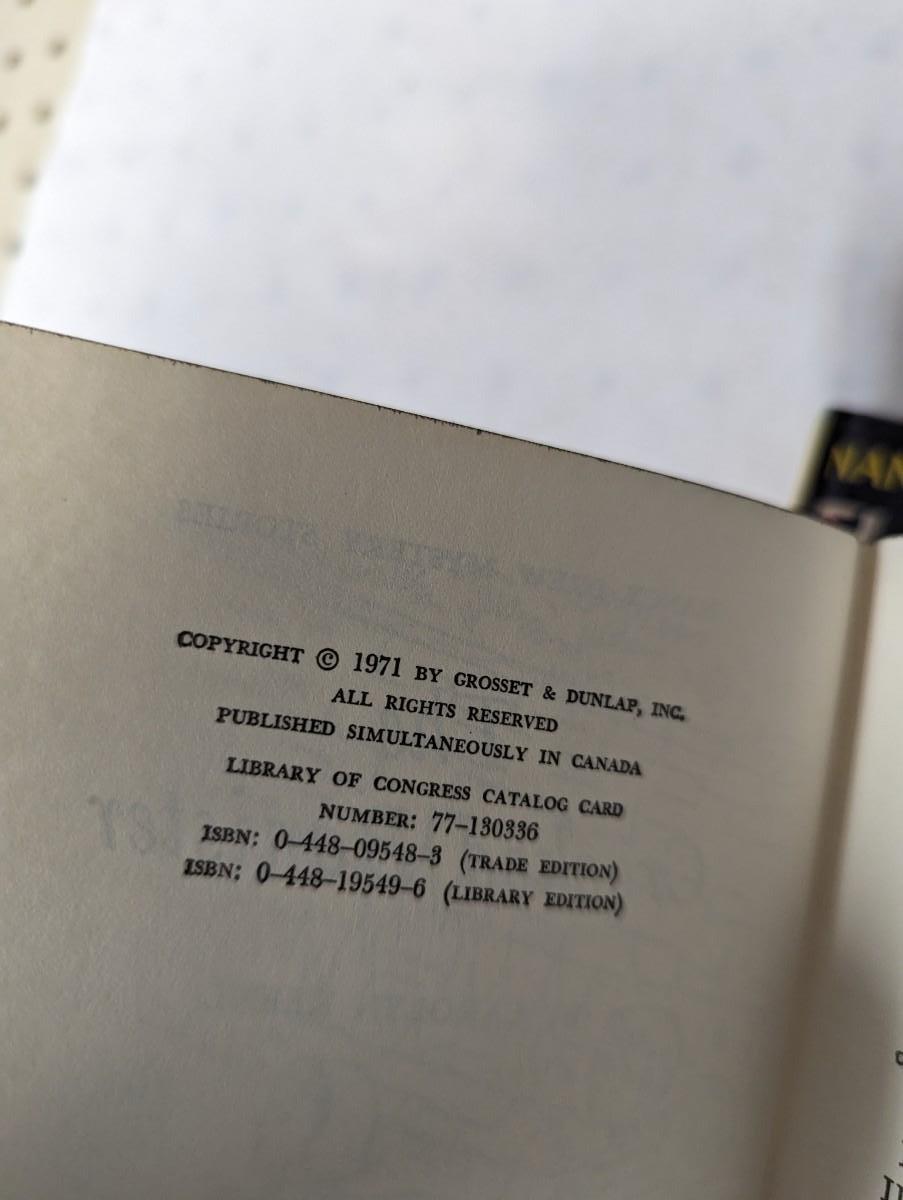 COPYRIGHT © 1971 BY GROSSET & DUNLAP, INC.
ALL RIGHTS RESERVED
PUBLISHED SIMULTANEOUSLY IN CANADA
LIBRARY OF CONGRESS CATALOG CARD
NUMBER: 77-130336
ISBN: 0-448-09548-3 (TRADE EDITION)
ISBN: 0-448-19549-6 (LIBRARY EDITION)
NAN